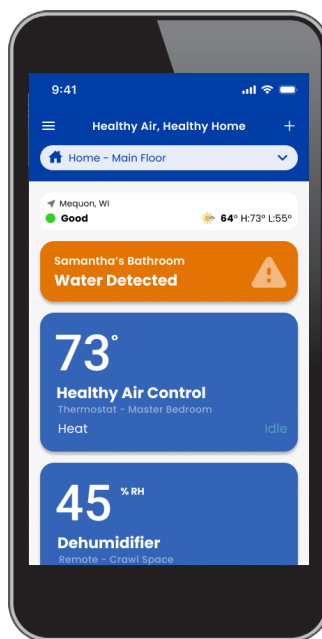 9:41
Healthy Air, Healthy Home +
Home - Main Floor
Mequon, WI
Good 64° H:73° L:55°
Samantha's Bathroom
Water Detected
73°
Healthy Air Control
Thermostat - Master Bedroom
Heat Idle
45 % RH
Dehumidifier
Remote - Crawl Space